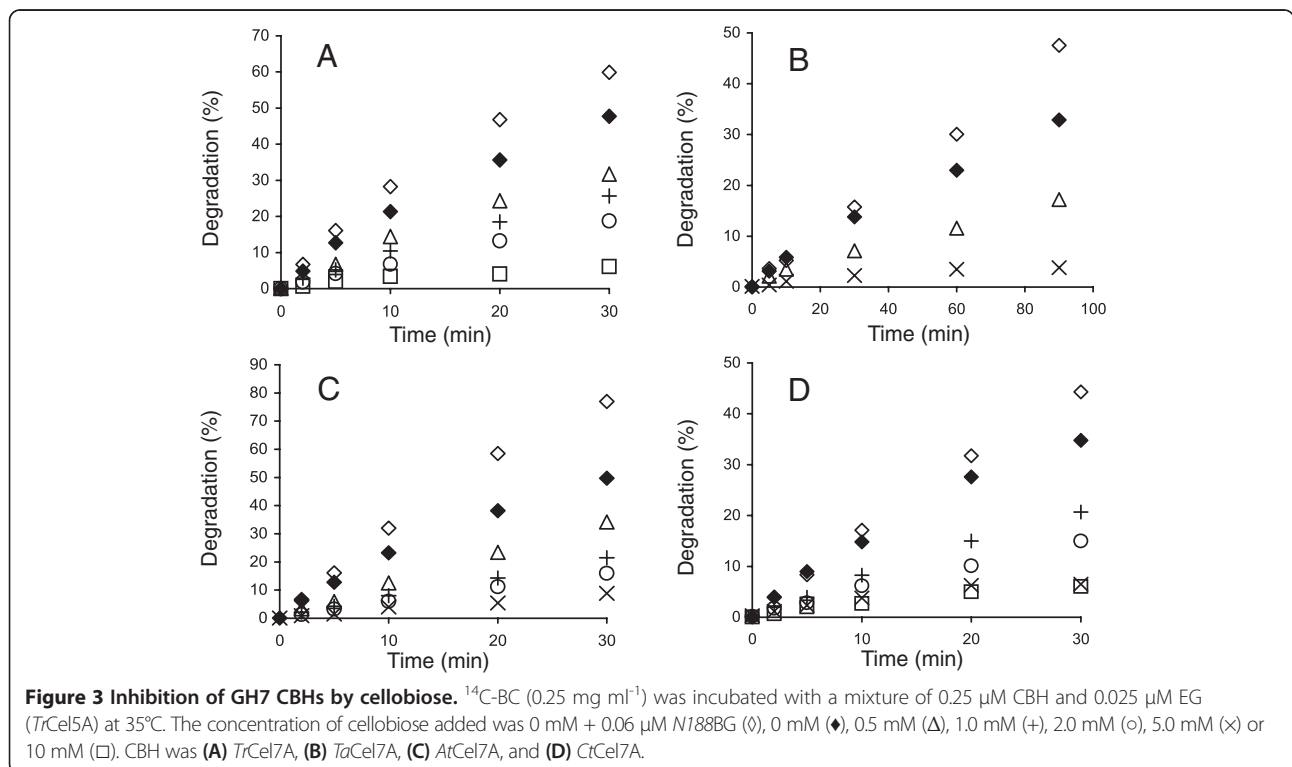 A
Degradation (%)
70
60
50
40
30
20
10
0
0 10 20 30
Time (min)
B
Degradation (%)
50
40
30
20
10
0
0 20 40 60 80 100
Time (min)
C
Degradation (%)
90
80
70
60
50
40
30
20
10
0
0 10 20 30
Time (min)
D
Degradation (%)
50
40
30
20
10
0
0 10 20 30
Time (min)
Figure 3 Inhibition of GH7 CBHs by cellobiose. ¹⁴C-BC (0.25 mg ml⁻¹) was incubated with a mixture of 0.25 μM CBH and 0.025 μM EG
(TrCel5A) at 35°C. The concentration of cellobiose added was 0 mM + 0.06 μM N188BG (◊), 0 mM (♦), 0.5 mM (Δ), 1.0 mM (+), 2.0 mM (○), 5.0 mM (×) or
10 mM (□). CBH was (A) TrCel7A, (B) TaCel7A, (C) AtCel7A, and (D) CtCel7A.